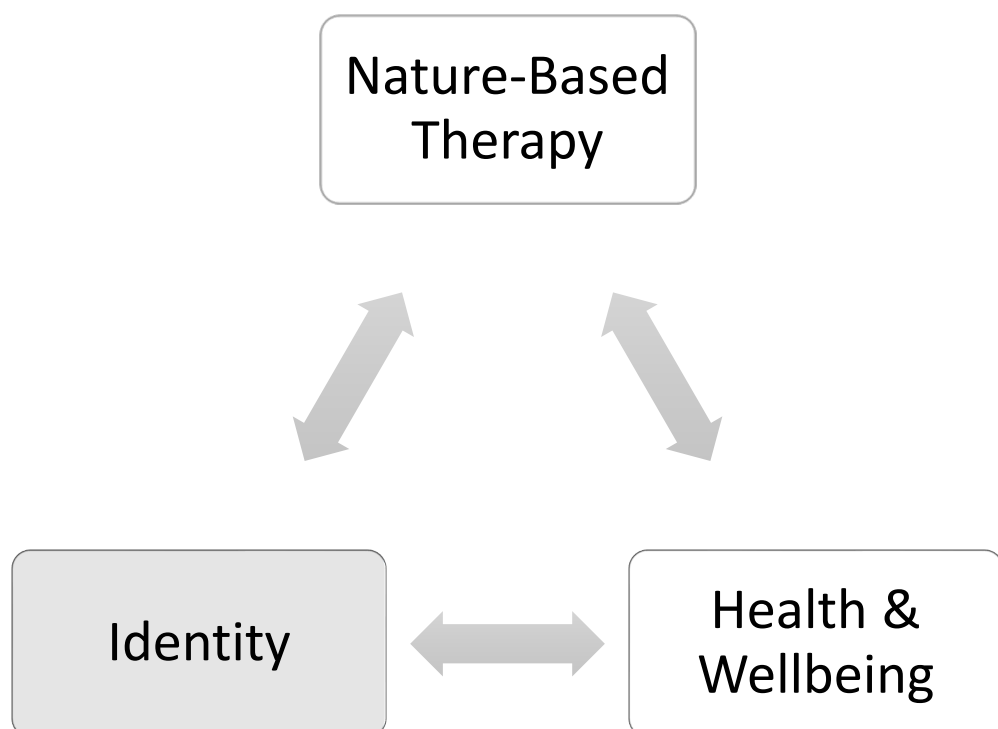 Nature-Based
Therapy
Identity
Health &
Wellbeing